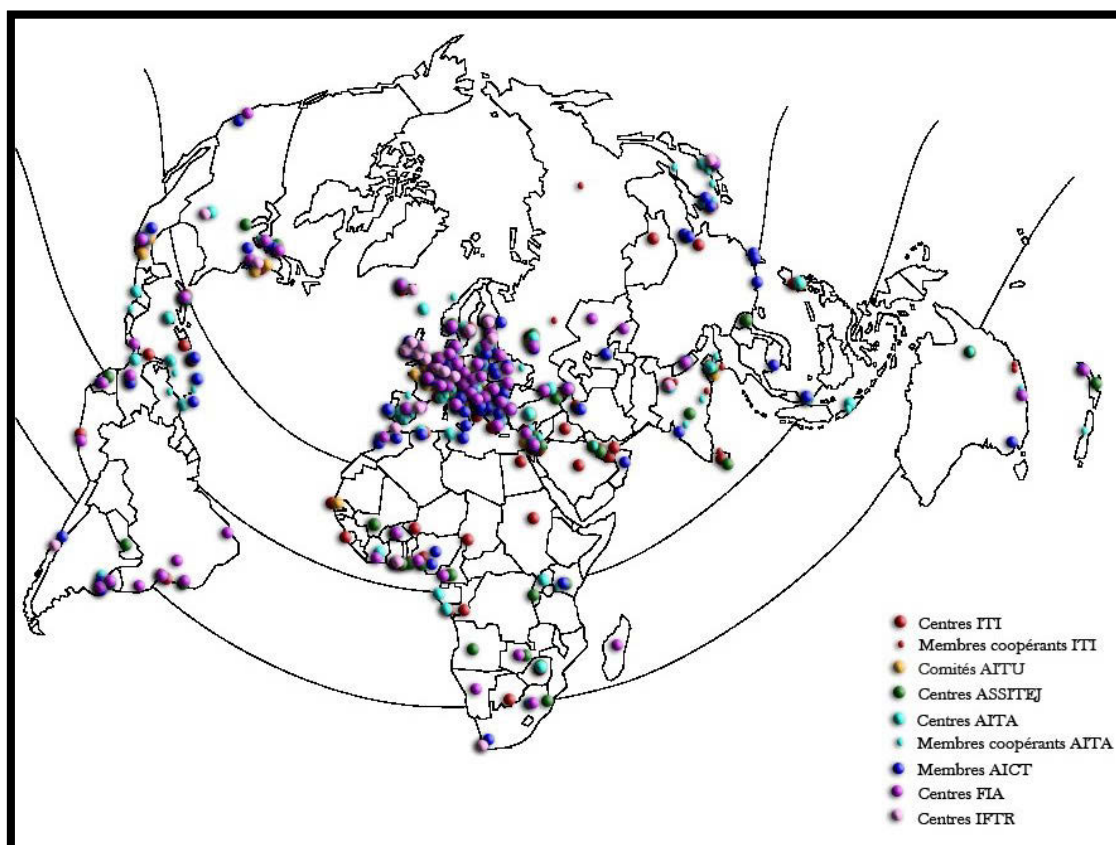 Centres ITI
Membres coopérants ITI
Comités AITU
Centres ASSITEJ
Centres AITA
Membres coopérants AITA
Membres AICT
Centres FIA
Centres IFTR